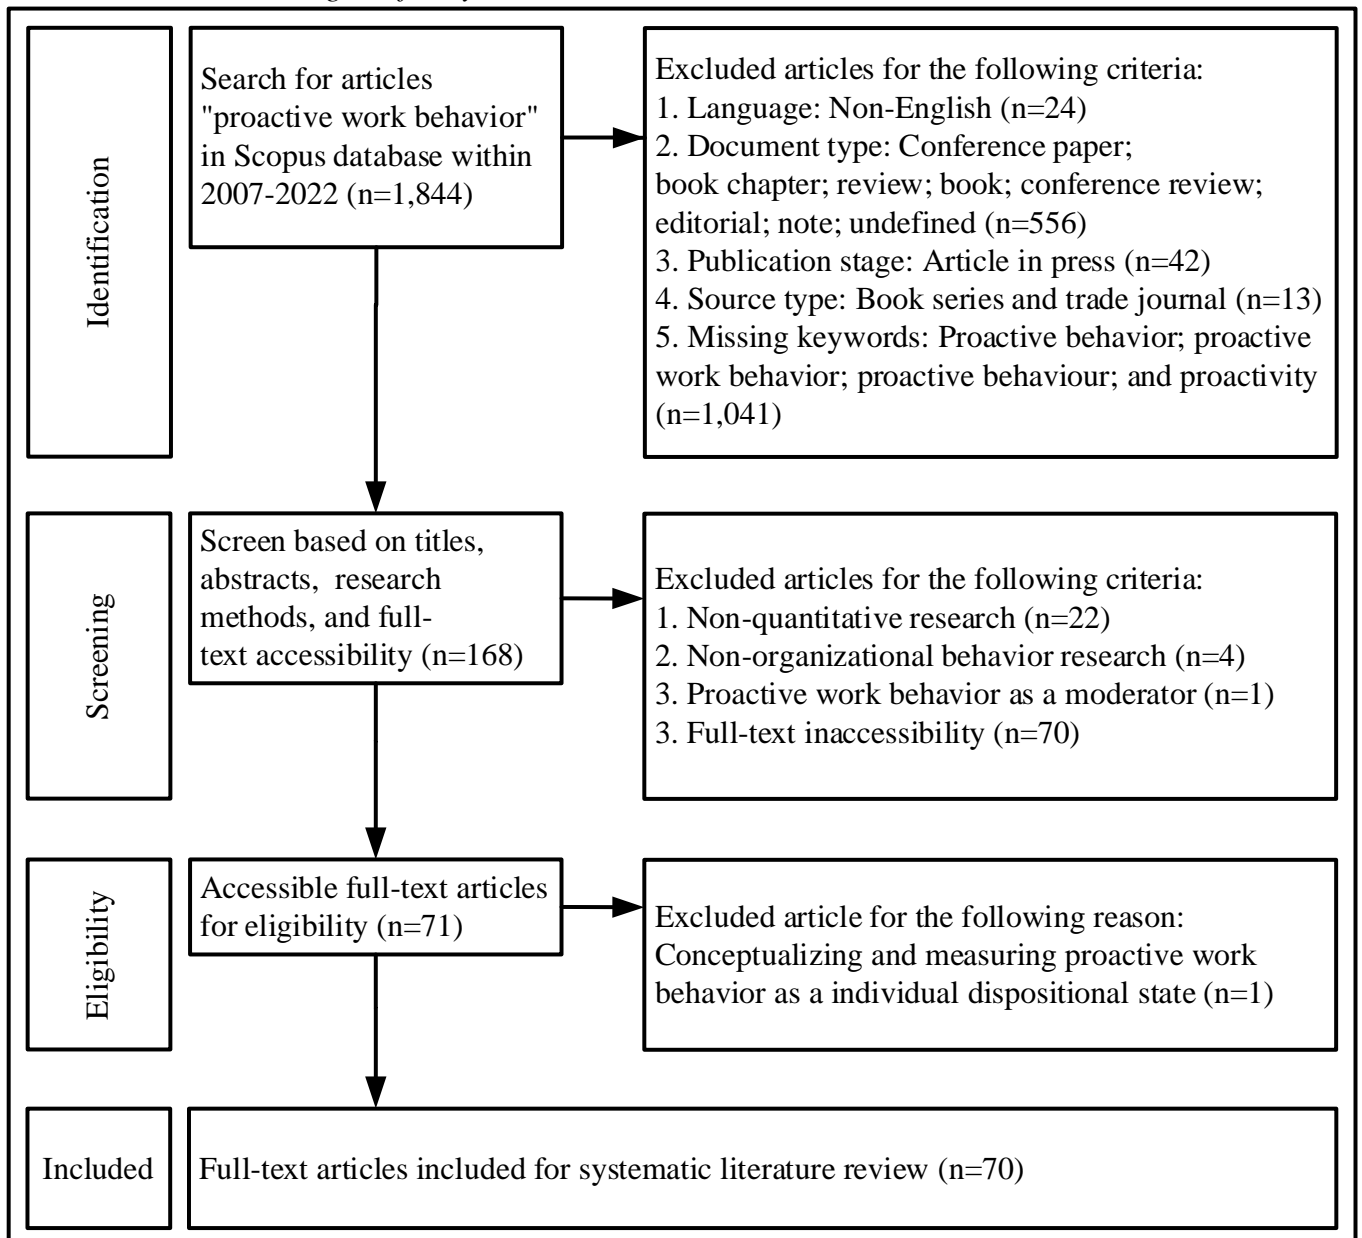 Identification
Search for articles
"proactive work behavior"
in Scopus database within
2007-2022 (n=1,844)
Excluded articles for the following criteria:
1. Language: Non-English (n=24)
2. Document type: Conference paper;
book chapter; review; book; conference review;
editorial; note; undefined (n=556)
3. Publication stage: Article in press (n=42)
4. Source type: Book series and trade journal (n=13)
5. Missing keywords: Proactive behavior; proactive
work behavior; proactive behaviour; and proactivity
(n=1,041)
Screening
Screen based on titles,
abstracts, research
methods, and full-
text accessibility (n=168)
Excluded articles for the following criteria:
1. Non-quantitative research (n=22)
2. Non-organizational behavior research (n=4)
3. Proactive work behavior as a moderator (n=1)
3. Full-text inaccessibility (n=70)
Eligibility
Accessible full-text articles
for eligibility (n=71)
Excluded article for the following reason:
Conceptualizing and measuring proactive work
behavior as a individual dispositional state (n=1)
Included
Full-text articles included for systematic literature review (n=70)